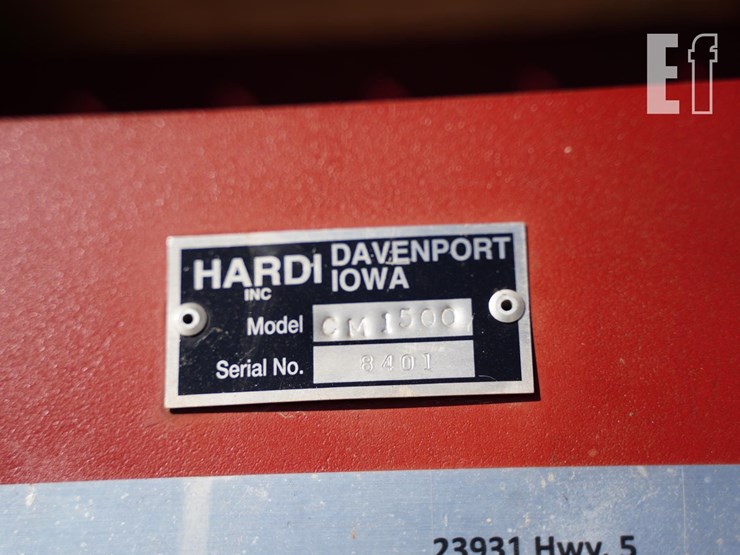 Ef
HARDI DAVENPORT
INC IOWA
Model CM1500
Serial No. 8401
23931 Hwy. 5